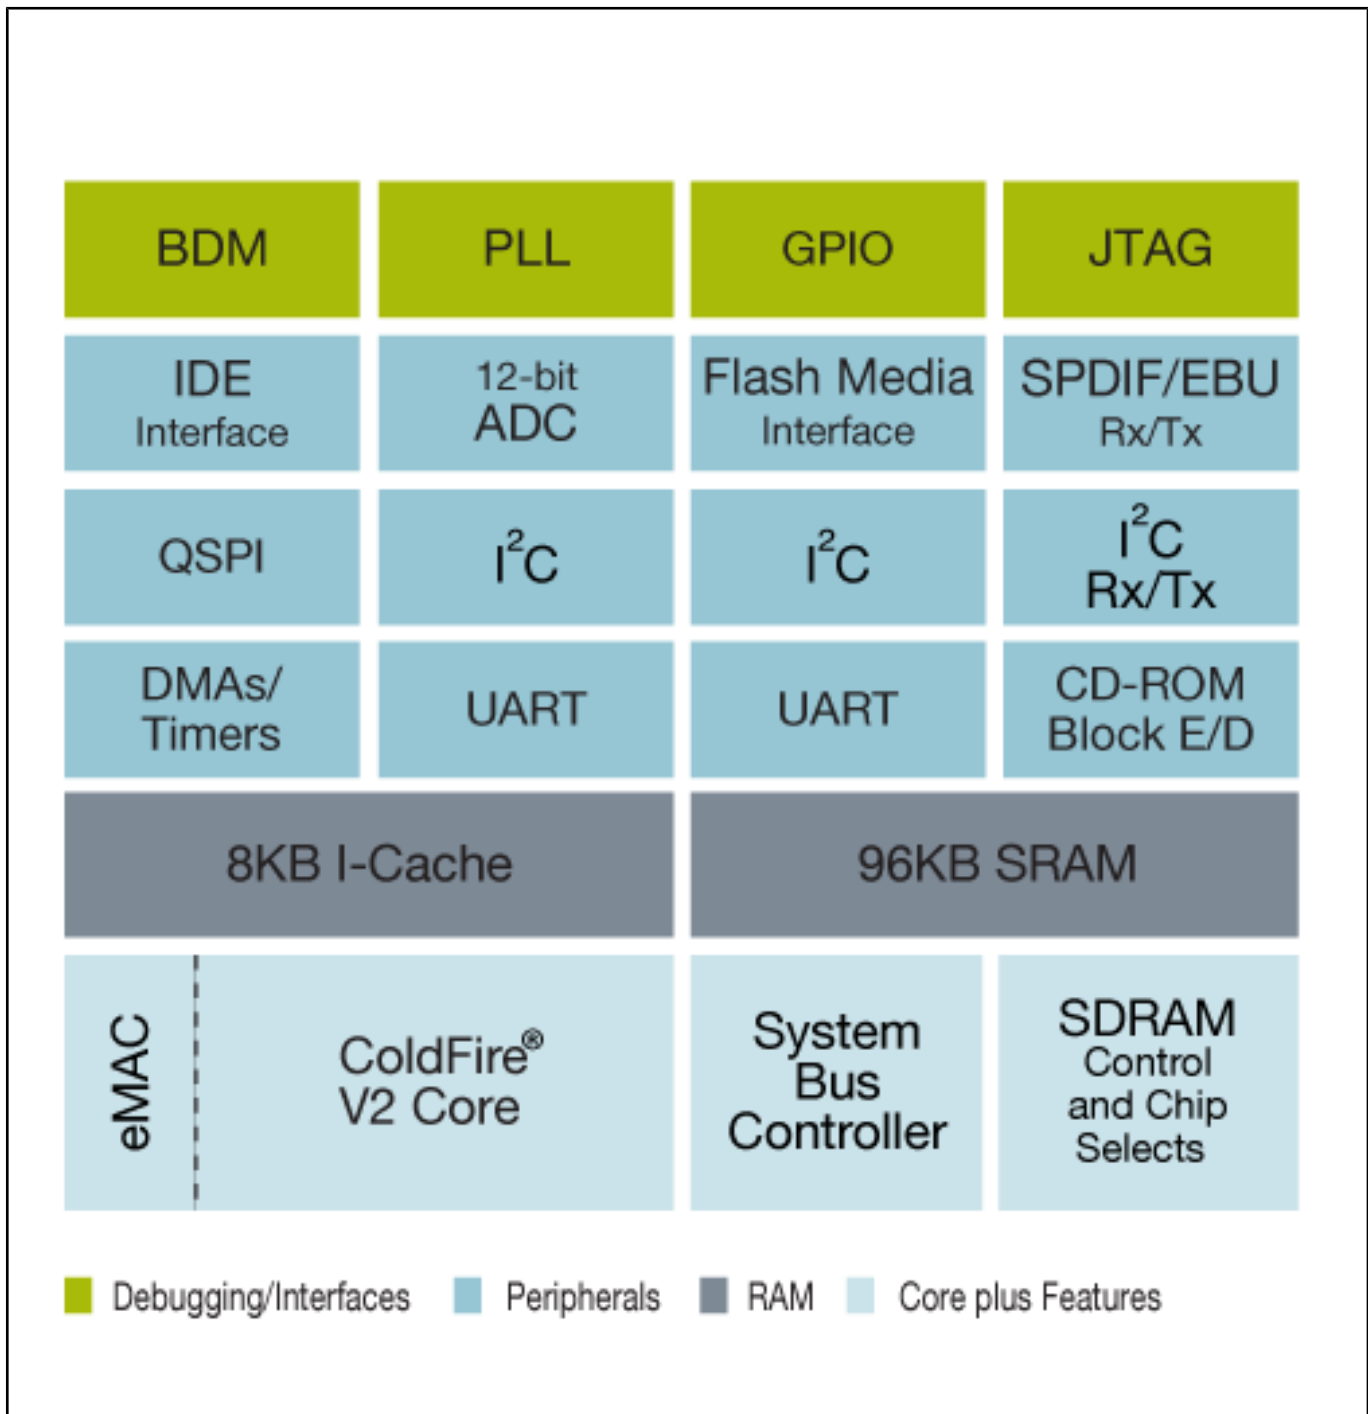 BDM
PLL
GPIO
JTAG
IDE
Interface
12-bit
ADC
Flash Media
Interface
SPDIF/EBU
Rx/Tx
QSPI
I²C
I²C
I²C
Rx/Tx
DMAs/
Timers
UART
UART
CD-ROM
Block E/D
8KB I-Cache
96KB SRAM
eMAC
ColdFire®
V2 Core
System
Bus
Controller
SDRAM
Control
and Chip
Selects
Debugging/Interfaces
Peripherals
RAM
Core plus Features